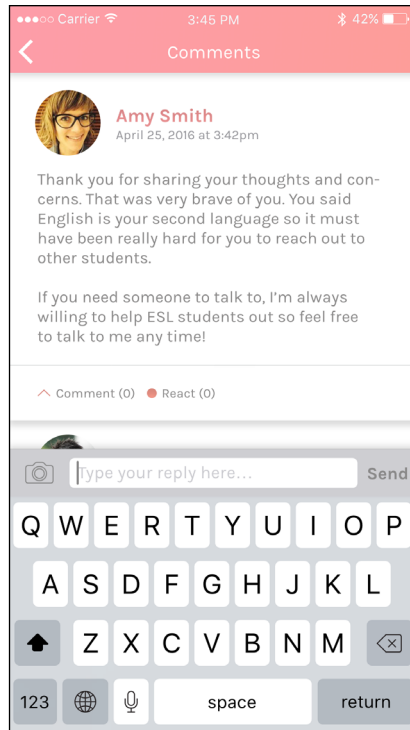 Carrier 3:45 PM 42%
Comments
Amy Smith
April 25, 2016 at 3:42pm
Thank you for sharing your thoughts and con-
cerns. That was very brave of you. You said
English is your second language so it must
have been really hard for you to reach out to
other students.
If you need someone to talk to, I'm always
willing to help ESL students out so feel free
to talk to me any time!
Comment (0) React (0)
Type your reply here... Send
Q W E R T Y U I O P
A S D F G H J K L
Z X C V B N M
123 space return